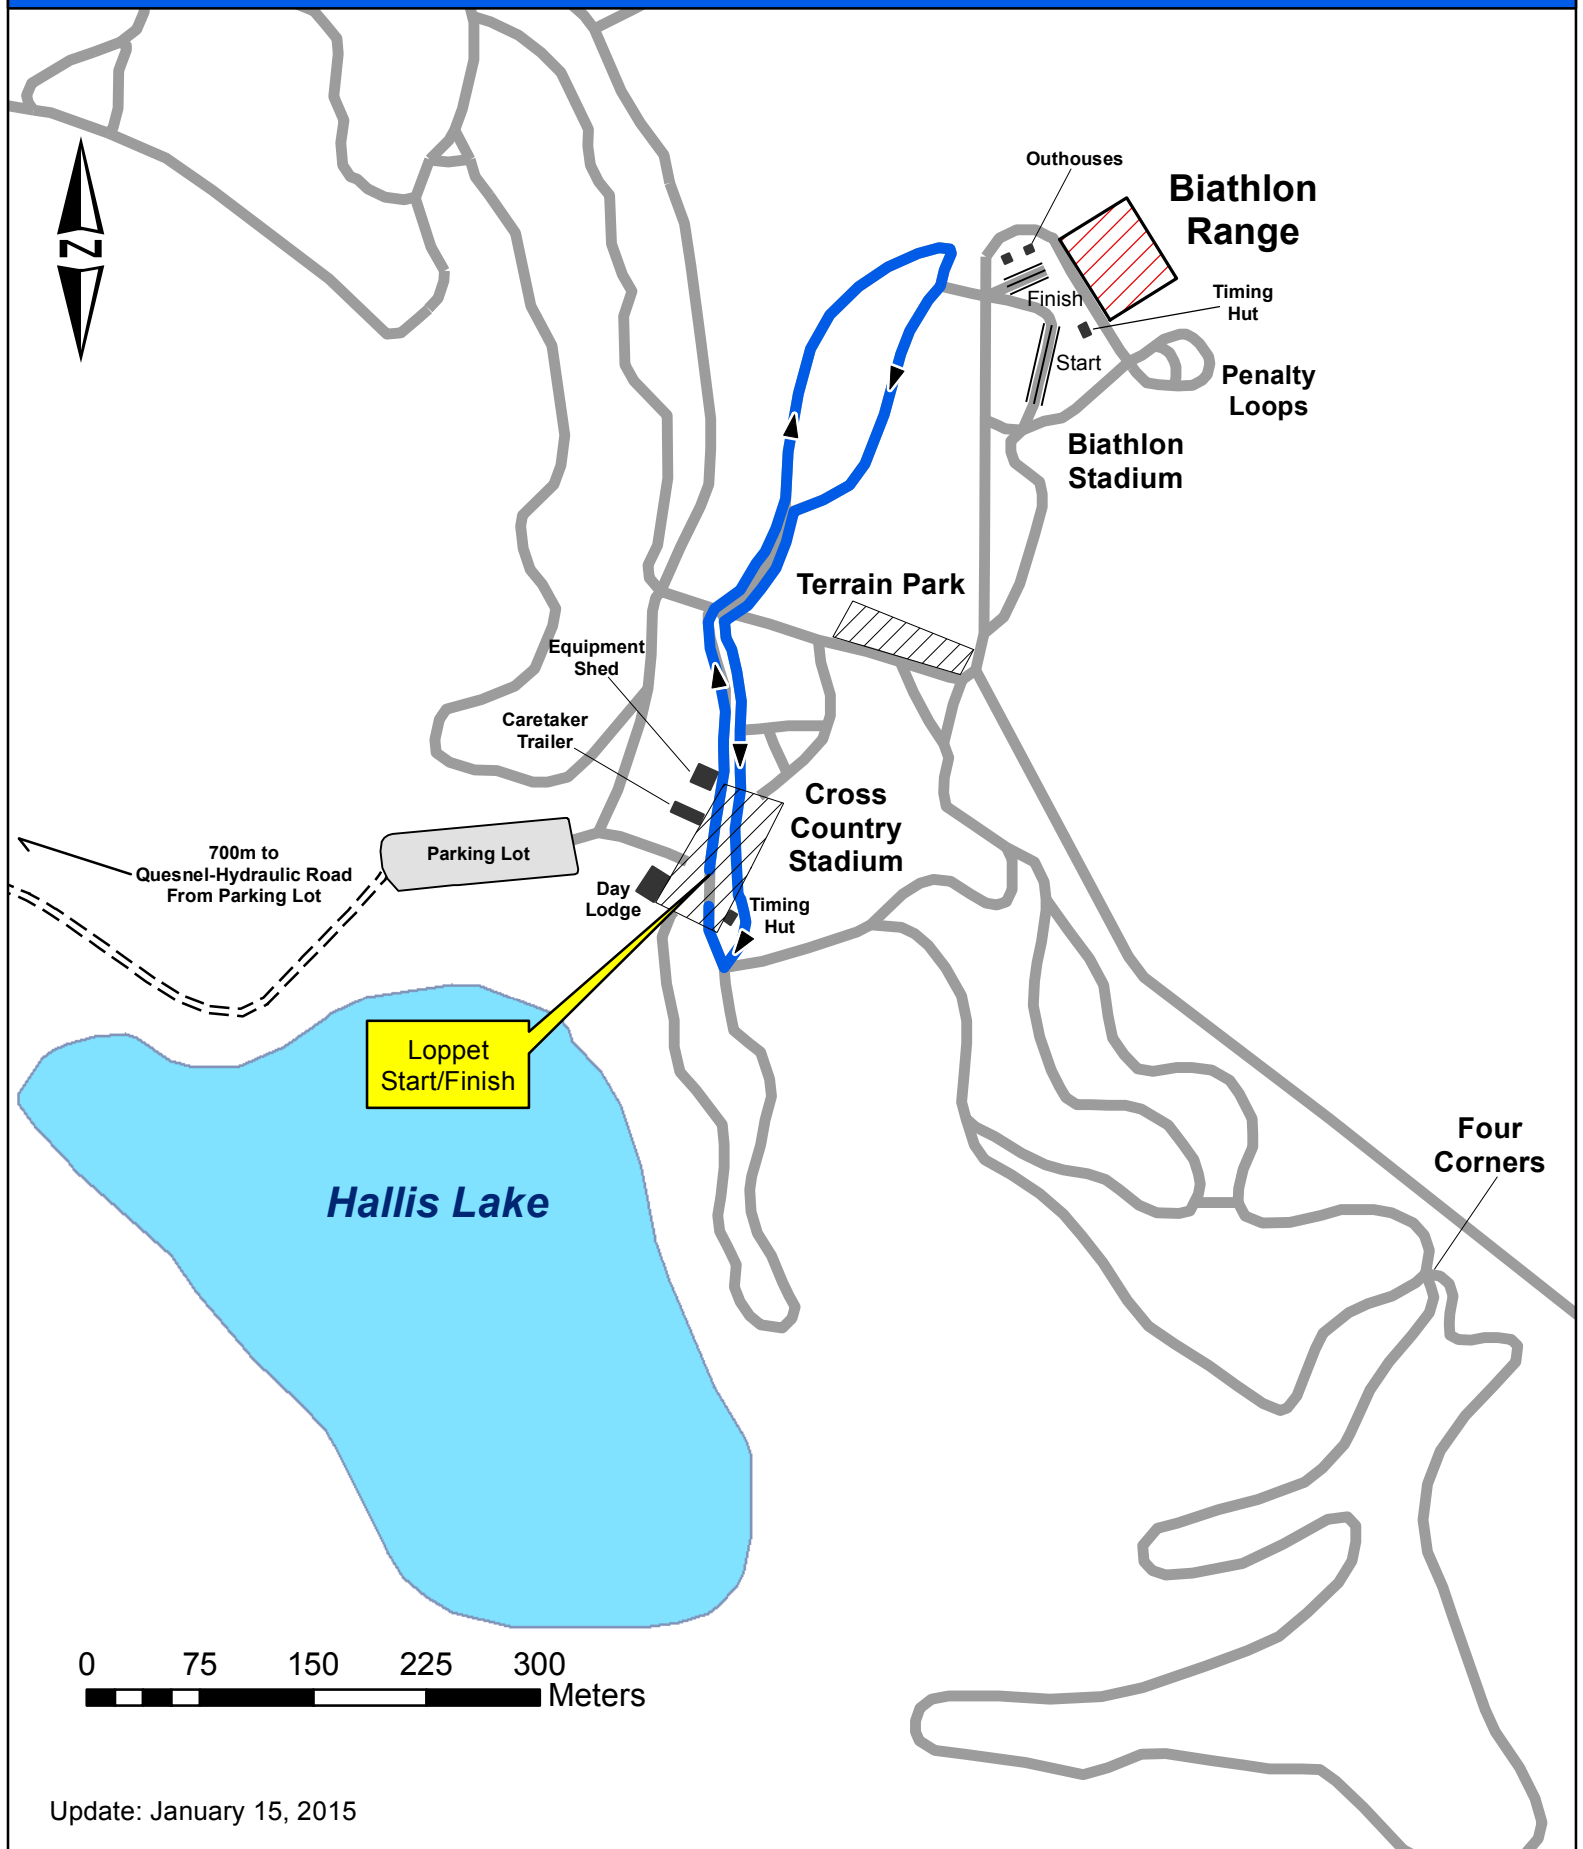 Outhouses
Biathlon
Range
N
Finish
Timing
Hut
Start
Penalty
Loops
Biathlon
Stadium
Terrain Park
Equipment
Shed
Caretaker
Trailer
Cross
Country
Stadium
700m to
Quesnel-Hydraulic Road
From Parking Lot
Parking Lot
Day
Lodge
Timing
Hut
Loppet
Start/Finish
Four
Corners
Hallis Lake
0 75 150 225 300
Meters
Update: January 15, 2015